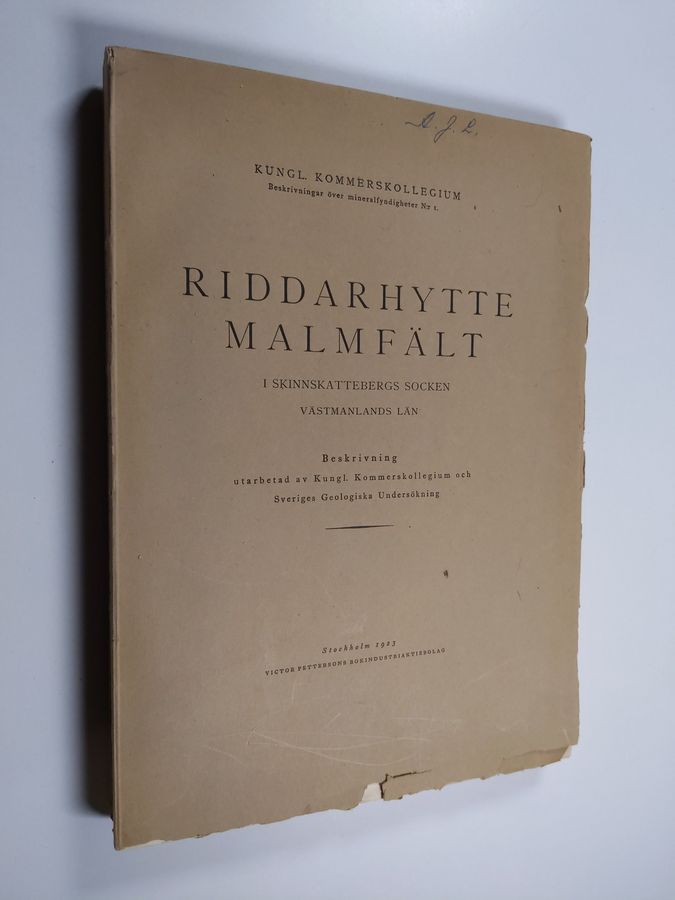 A. J. L.
KUNGL. KOMMERSKOLLEGIUM
Beskrivningar över mineralfyndigheter N:r 1.
RIDDARHYTTE
MALMFÄLT
I SKINNSKATTEBERGS SOCKEN
VÄSTMANLANDS LÄN
Beskrivning
utarbetad av Kungl. Kommerskollegium och
Sveriges Geologiska Undersökning
Stockholm 1923
VICTOR PETTERSONS BOKINDUSTRIAKTIEBOLAG